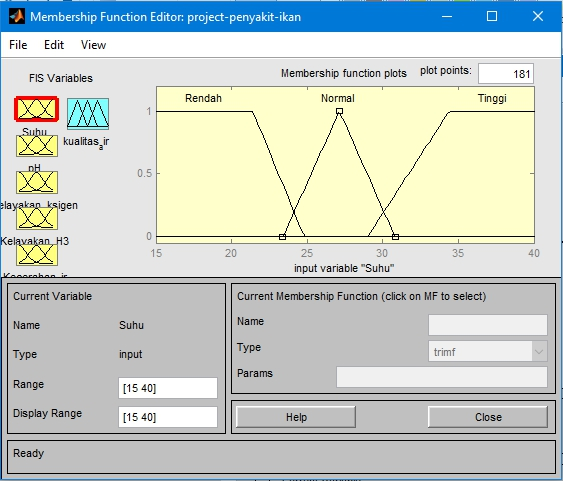 Membership Function Editor: project-penyakit-ikan
File Edit View
FIS Variables
Membership function plots plot points: 181
Suhu
kualitas_air
pH
elayakan_ksigen
Kelayakan_H3
Rendah Normal Tinggi
1
0.5
0
15 20 25 30 35 40
input variable "Suhu"
Current Variable
Name Suhu
Type input
Range [15 40]
Display Range [15 40]
Current Membership Function (click on MF to select)
Name
Type trimf
Params
Help Close
Ready